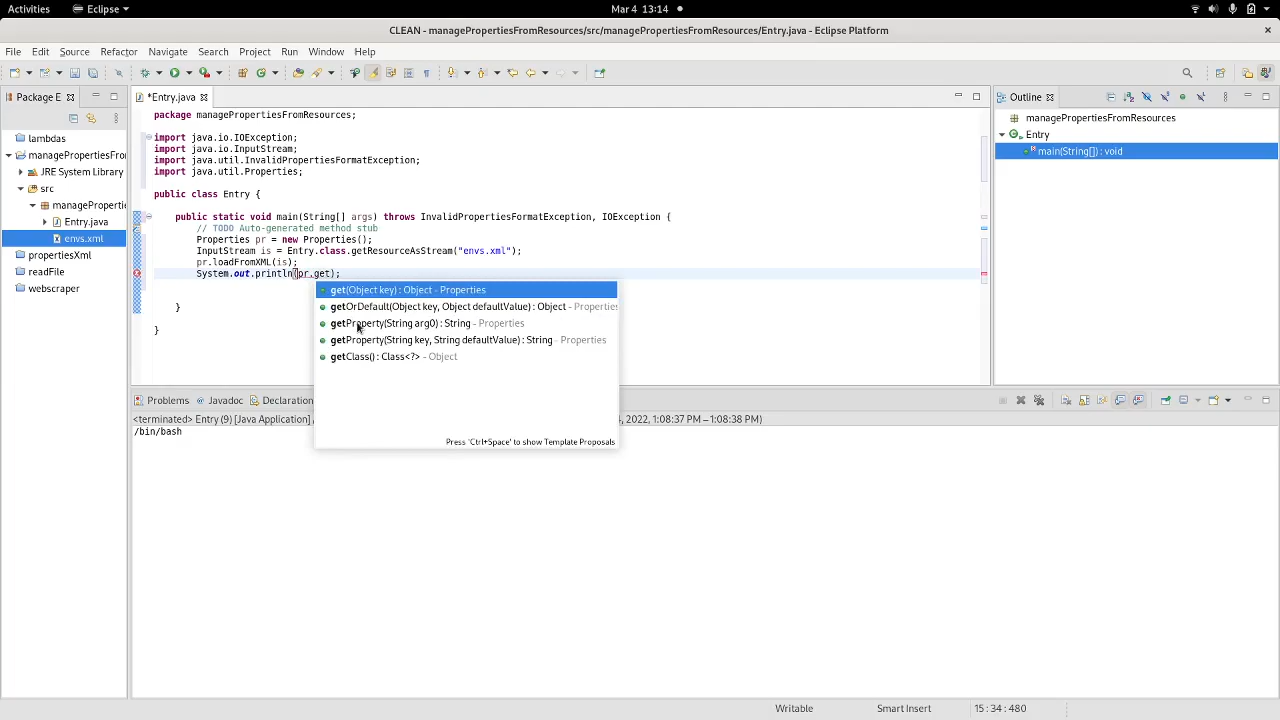 Activities
Eclipse
Mar 4 13:14
CLEAN - managePropertiesFromResources/src/managePropertiesFromResources/Entry.java - Eclipse Platform
File Edit Source Refactor Navigate Search Project Run Window Help
Package E
*Entry.java
Outline
lambdas
managePropertiesFro
JRE System Library
src
manageProperti
Entry.java
envs.xml
propertiesXml
readFile
webscraper
package managePropertiesFromResources;
import java.io.IOException;
import java.io.InputStream;
import java.util.InvalidPropertiesFormatException;
import java.util.Properties;
public class Entry {
public static void main(String[] args) throws InvalidPropertiesFormatException, IOException {
// TODO Auto-generated method stub
Properties pr = new Properties();
InputStream is = Entry.class.getResourceAsStream("envs.xml");
pr.loadFromXML(is);
System.out.println(pr.get);
}
}
get(Object key) : Object - Properties
getOrDefault(Object key, Object defaultValue) : Object - Properties
getProperty(String arg0) : String - Properties
getProperty(String key, String defaultValue) : String - Properties
getClass() : Class<?> - Object
Press 'Ctrl+Space' to show Template Proposals
managePropertiesFromResources
Entry
main(String[]) : void
Problems
@ Javadoc
Declaration
<terminated> Entry (9) [Java Application] /
4, 2022, 1:08:37 PM – 1:08:38 PM)
/bin/bash
Writable
Smart Insert
15 : 34 : 480